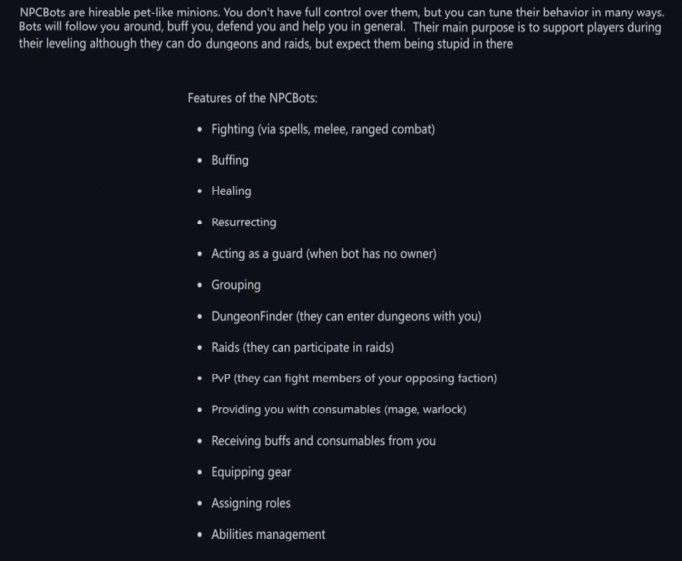 NPCBots are hireable pet-like minions. You don't have full control over them, but you can tune their behavior in many ways.
Bots will follow you around, buff you, defend you and help you in general. Their main purpose is to support players during
their leveling although they can do dungeons and raids, but expect them being stupid in there
Features of the NPCBots:
• Fighting (via spells, melee, ranged combat)
• Buffing
• Healing
• Resurrecting
• Acting as a guard (when bot has no owner)
• Grouping
• DungeonFinder (they can enter dungeons with you)
• Raids (they can participate in raids)
• PvP (they can fight members of your opposing faction)
• Providing you with consumables (mage, warlock)
• Receiving buffs and consumables from you
• Equipping gear
• Assigning roles
• Abilities management